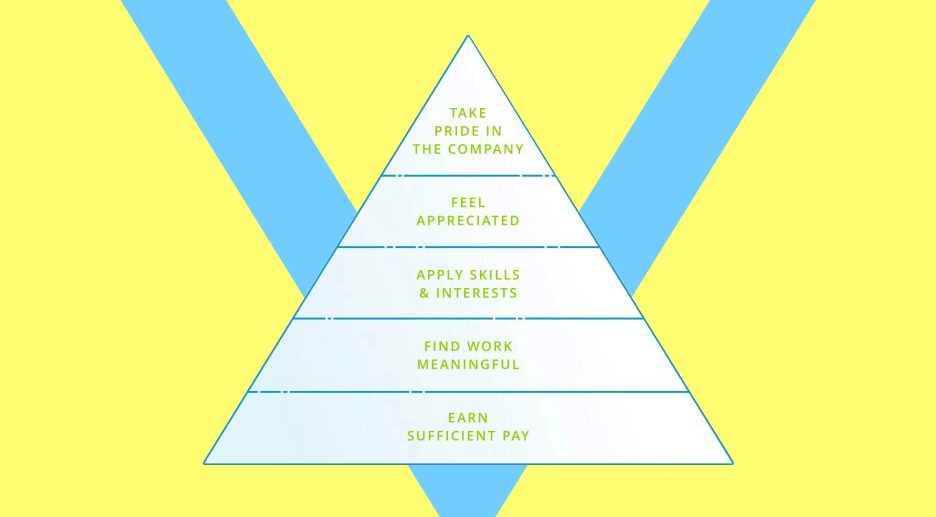 TAKE
PRIDE IN
THE COMPANY
FEEL
APPRECIATED
APPLY SKILLS
& INTERESTS
FIND WORK
MEANINGFUL
EARN
SUFFICIENT PAY